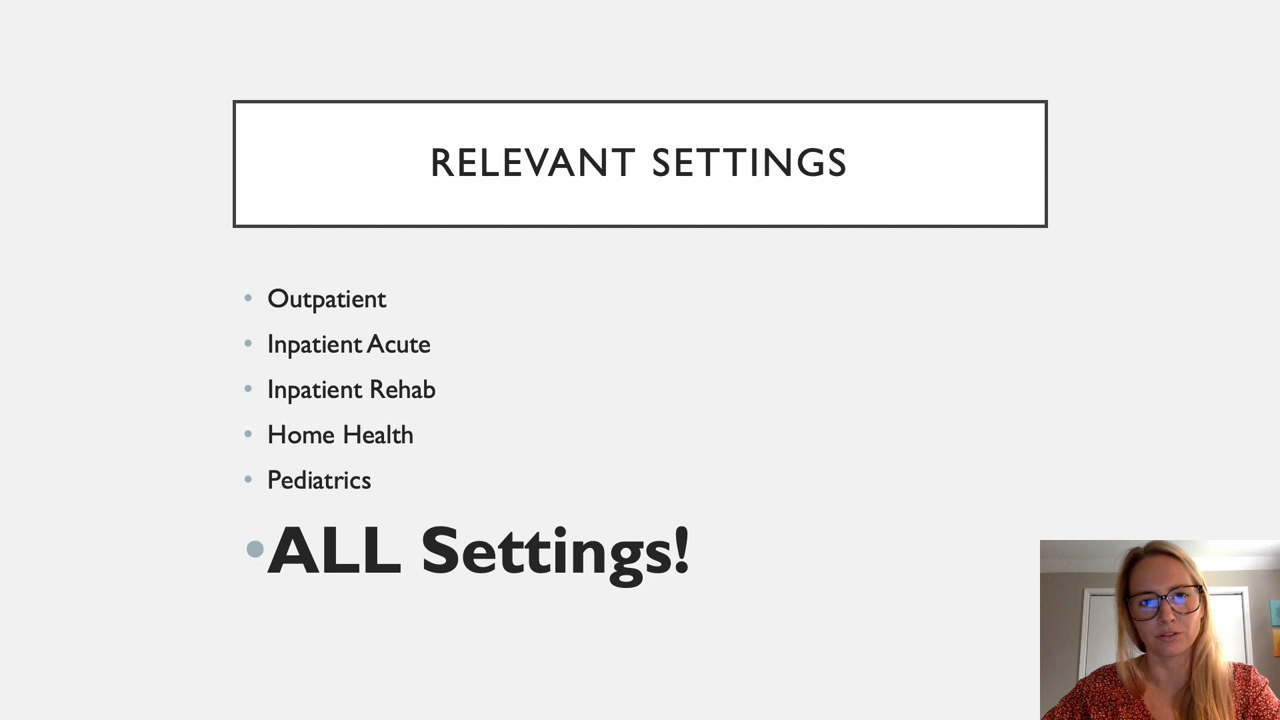 RELEVANT SETTINGS
• Outpatient
• Inpatient Acute
• Inpatient Rehab
• Home Health
• Pediatrics
• ALL Settings!